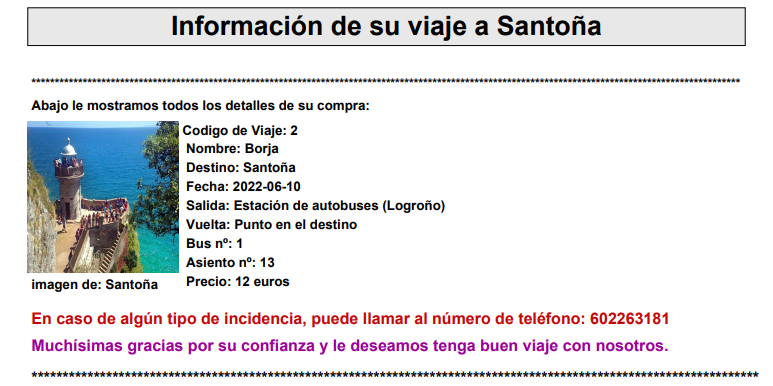 Información de su viaje a Santoña
***********************************************************************************************************************************************************
Abajo le mostramos todos los detalles de su compra:
Codigo de Viaje: 2
Nombre: Borja
Destino: Santoña
Fecha: 2022-06-10
Salida: Estación de autobuses (Logroño)
Vuelta: Punto en el destino
Bus nº: 1
Asiento nº: 13
Precio: 12 euros
imagen de: Santoña
En caso de algún tipo de incidencia, puede llamar al número de teléfono: 602263181
Muchísimas gracias por su confianza y le deseamos tenga buen viaje con nosotros.
*********************************************************************************************************************